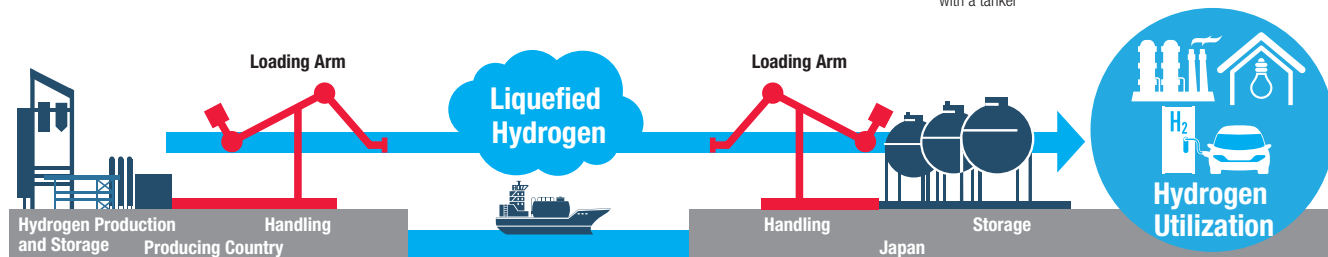 with a tanker
Loading Arm
Loading Arm
Liquefied
Hydrogen
H₂
Hydrogen
Utilization
Hydrogen Production
and Storage
Handling
Producing Country
Handling
Storage
Japan